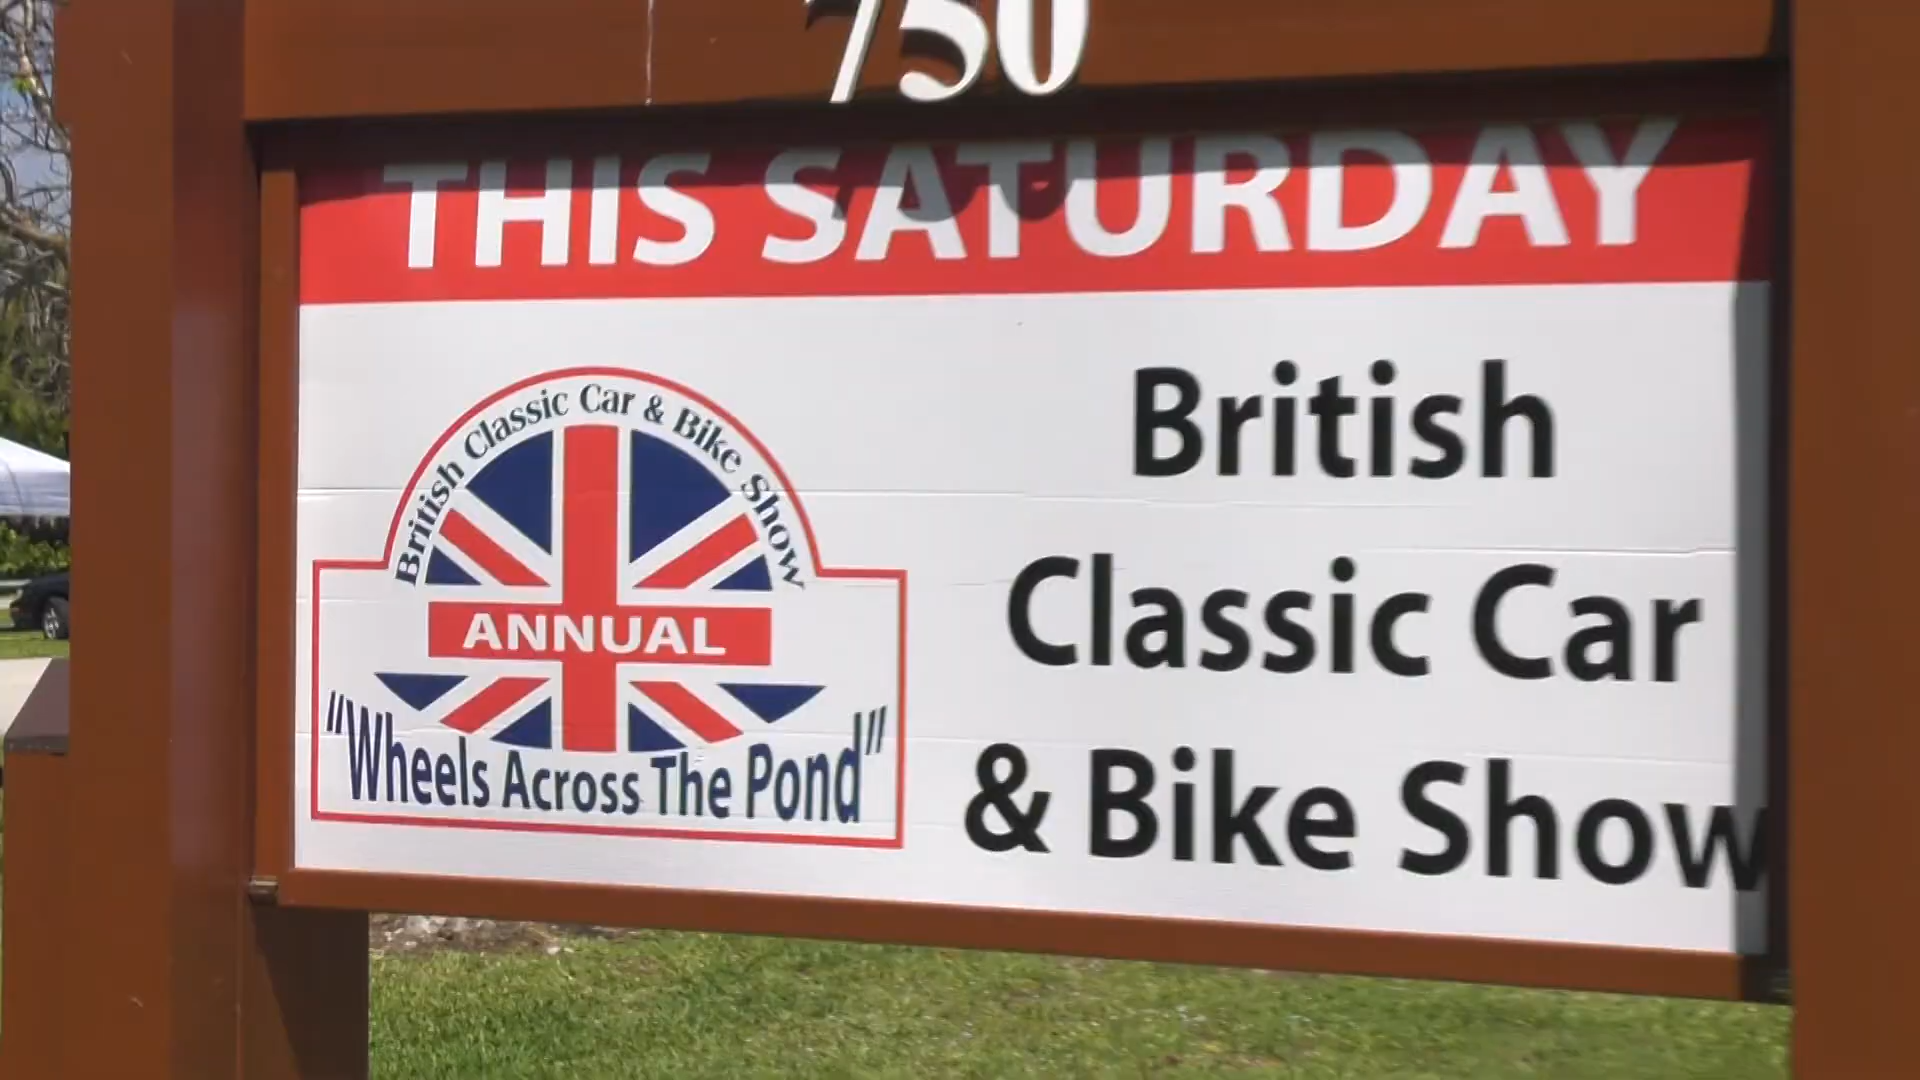 750
THIS SATURDAY
British Classic Car & Bike Show
ANNUAL
"Wheels Across The Pond"
British
Classic Car
& Bike Show